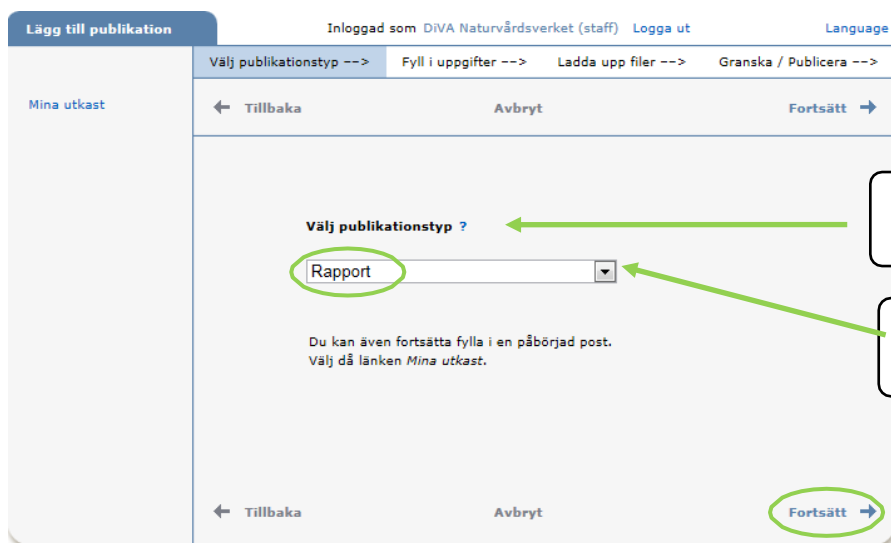 Lägg till publikation
Inloggad som DiVA Naturvårdsverket (staff) Logga ut Language
Välj publikationstyp --> Fyll i uppgifter --> Ladda upp filer --> Granska / Publicera -->
Mina utkast
Tillbaka Avbryt Fortsätt
Välj publikationstyp ?
Rapport
Du kan även fortsätta fylla i en påbörjad post.
Välj då länken Mina utkast.
Tillbaka Avbryt Fortsätt